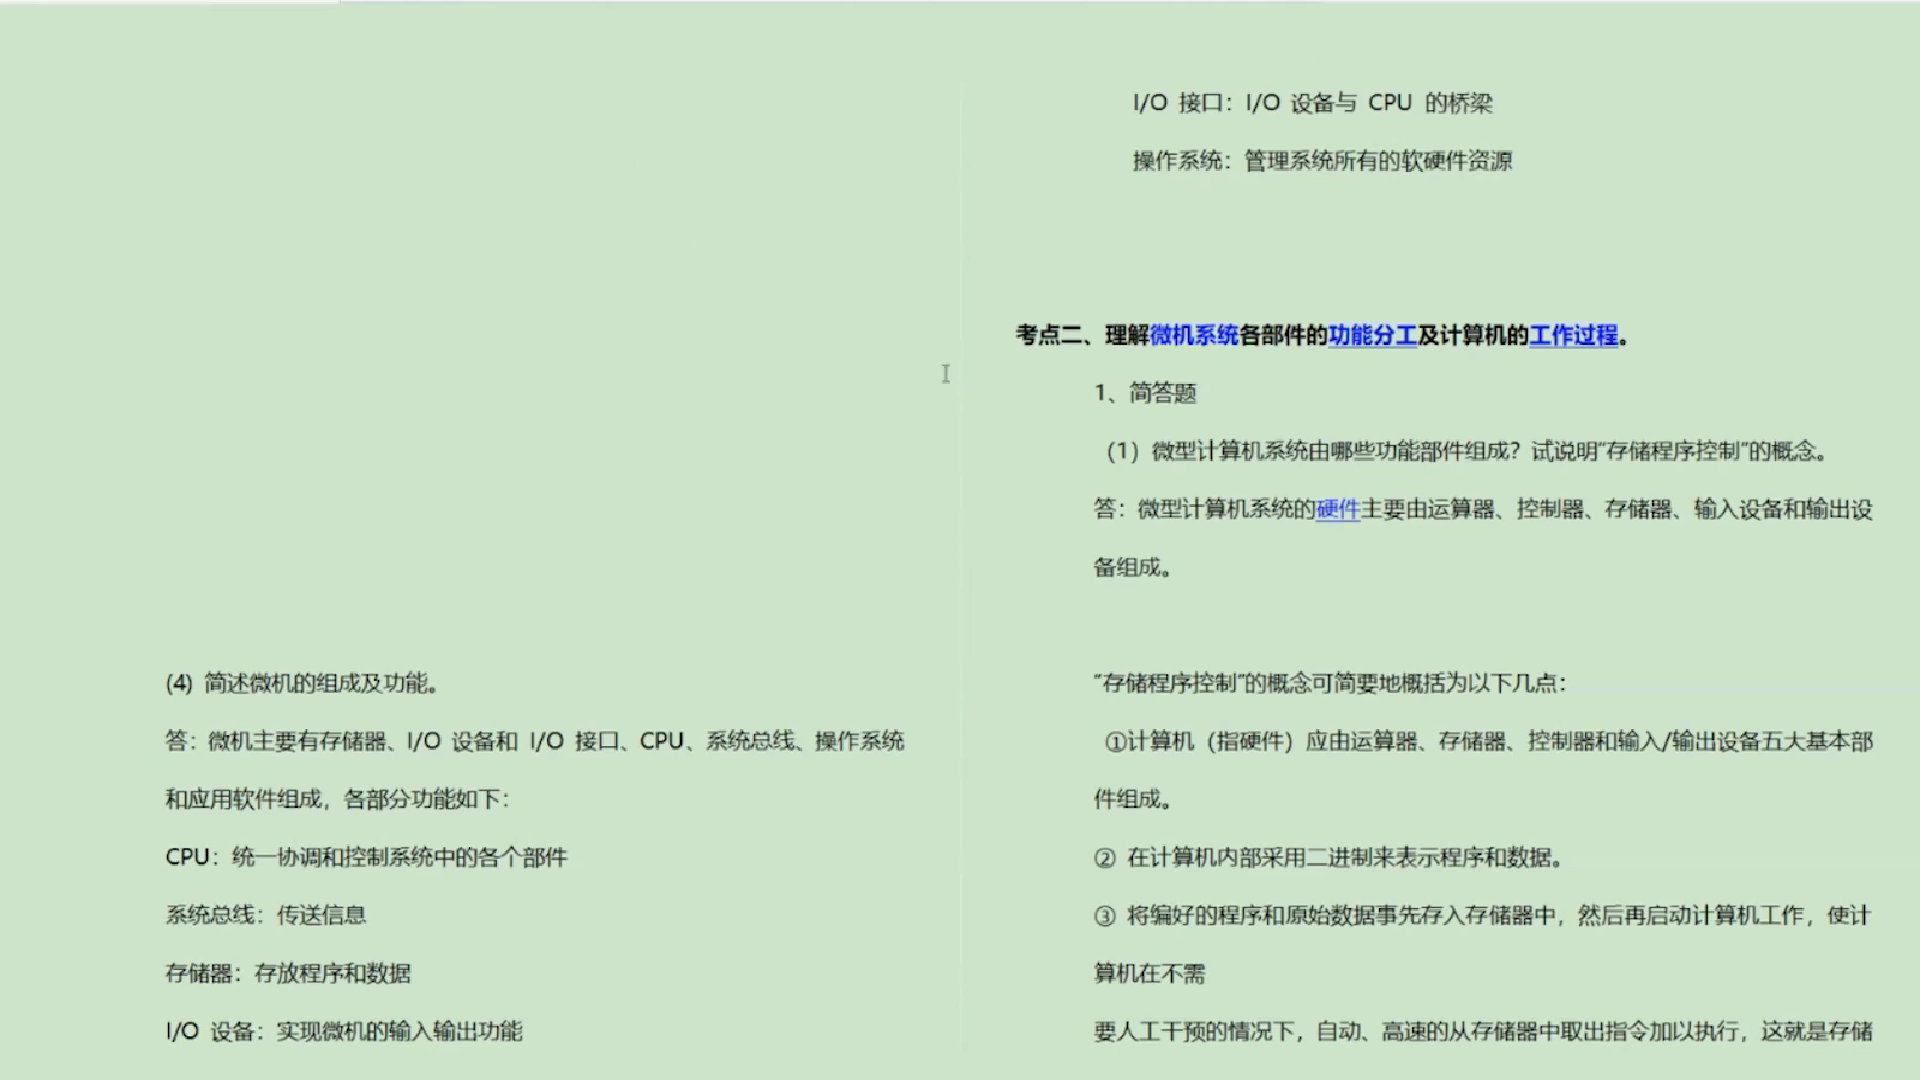 (4) 简述微机的组成及功能。
答：微机主要有存储器、I/O 设备和 I/O 接口、CPU、系统总线、操作系统
和应用软件组成，各部分功能如下：
CPU：统一协调和控制系统中的各个部件
系统总线：传送信息
存储器：存放程序和数据
I/O 设备：实现微机的输入输出功能
I/O 接口：I/O 设备与 CPU 的桥梁
操作系统：管理系统所有的软硬件资源
考点二、理解微机系统各部件的功能分工及计算机的工作过程。
1、简答题
（1）微型计算机系统由哪些功能部件组成？试说明"存储程序控制"的概念。
答：微型计算机系统的硬件主要由运算器、控制器、存储器、输入设备和输出设
备组成。
"存储程序控制"的概念可简要地概括为以下几点：
①计算机（指硬件）应由运算器、存储器、控制器和输入/输出设备五大基本部
件组成。
② 在计算机内部采用二进制来表示程序和数据。
③ 将编好的程序和原始数据事先存入存储器中，然后再启动计算机工作，使计
算机在不需
要人工干预的情况下，自动、高速的从存储器中取出指令加以执行，这就是存储